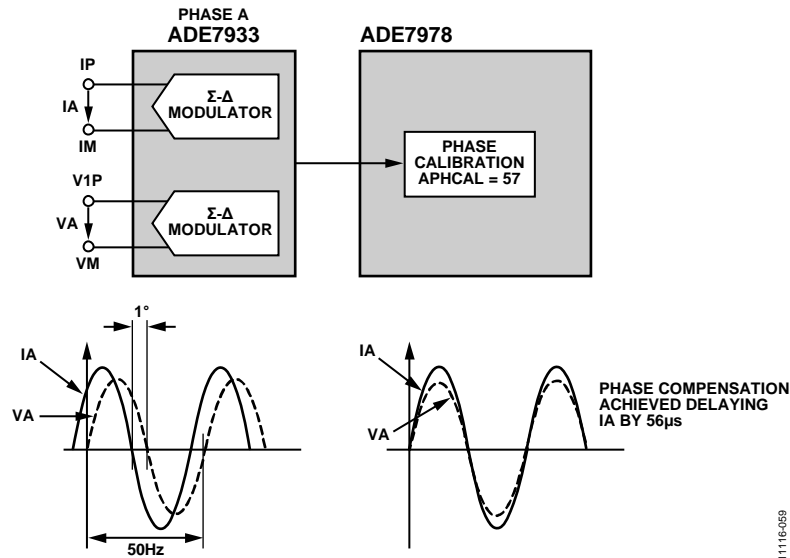 PHASE A
ADE7933
ADE7978
IP
IA
IM
Σ-Δ
MODULATOR
V1P
VA
VM
Σ-Δ
MODULATOR
PHASE
CALIBRATION
APHCAL = 57
1°
IA
VA
50Hz
IA
VA
PHASE COMPENSATION
ACHIEVED DELAYING
IA BY 56µs
11116-059